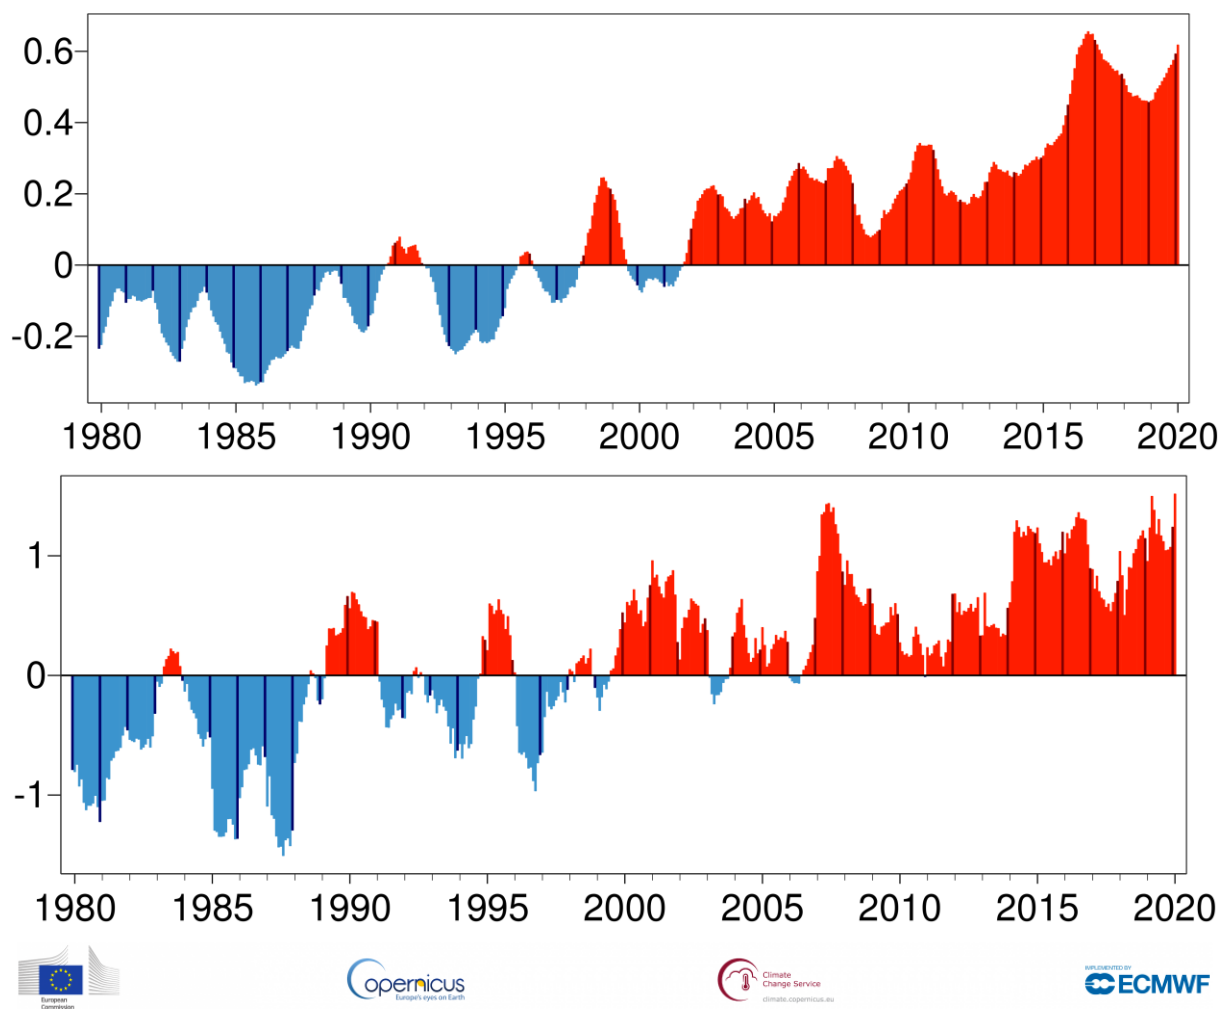 0.6
0.4
0.2
0
-0.2
1980 1985 1990 1995 2000 2005 2010 2015 2020
1
0
-1
1980 1985 1990 1995 2000 2005 2010 2015 2020
European
Commission
opernicus
Europe's eyes on Earth
Climate
Change Service
climate.copernicus.eu
IMPLEMENTED BY
ECMWF